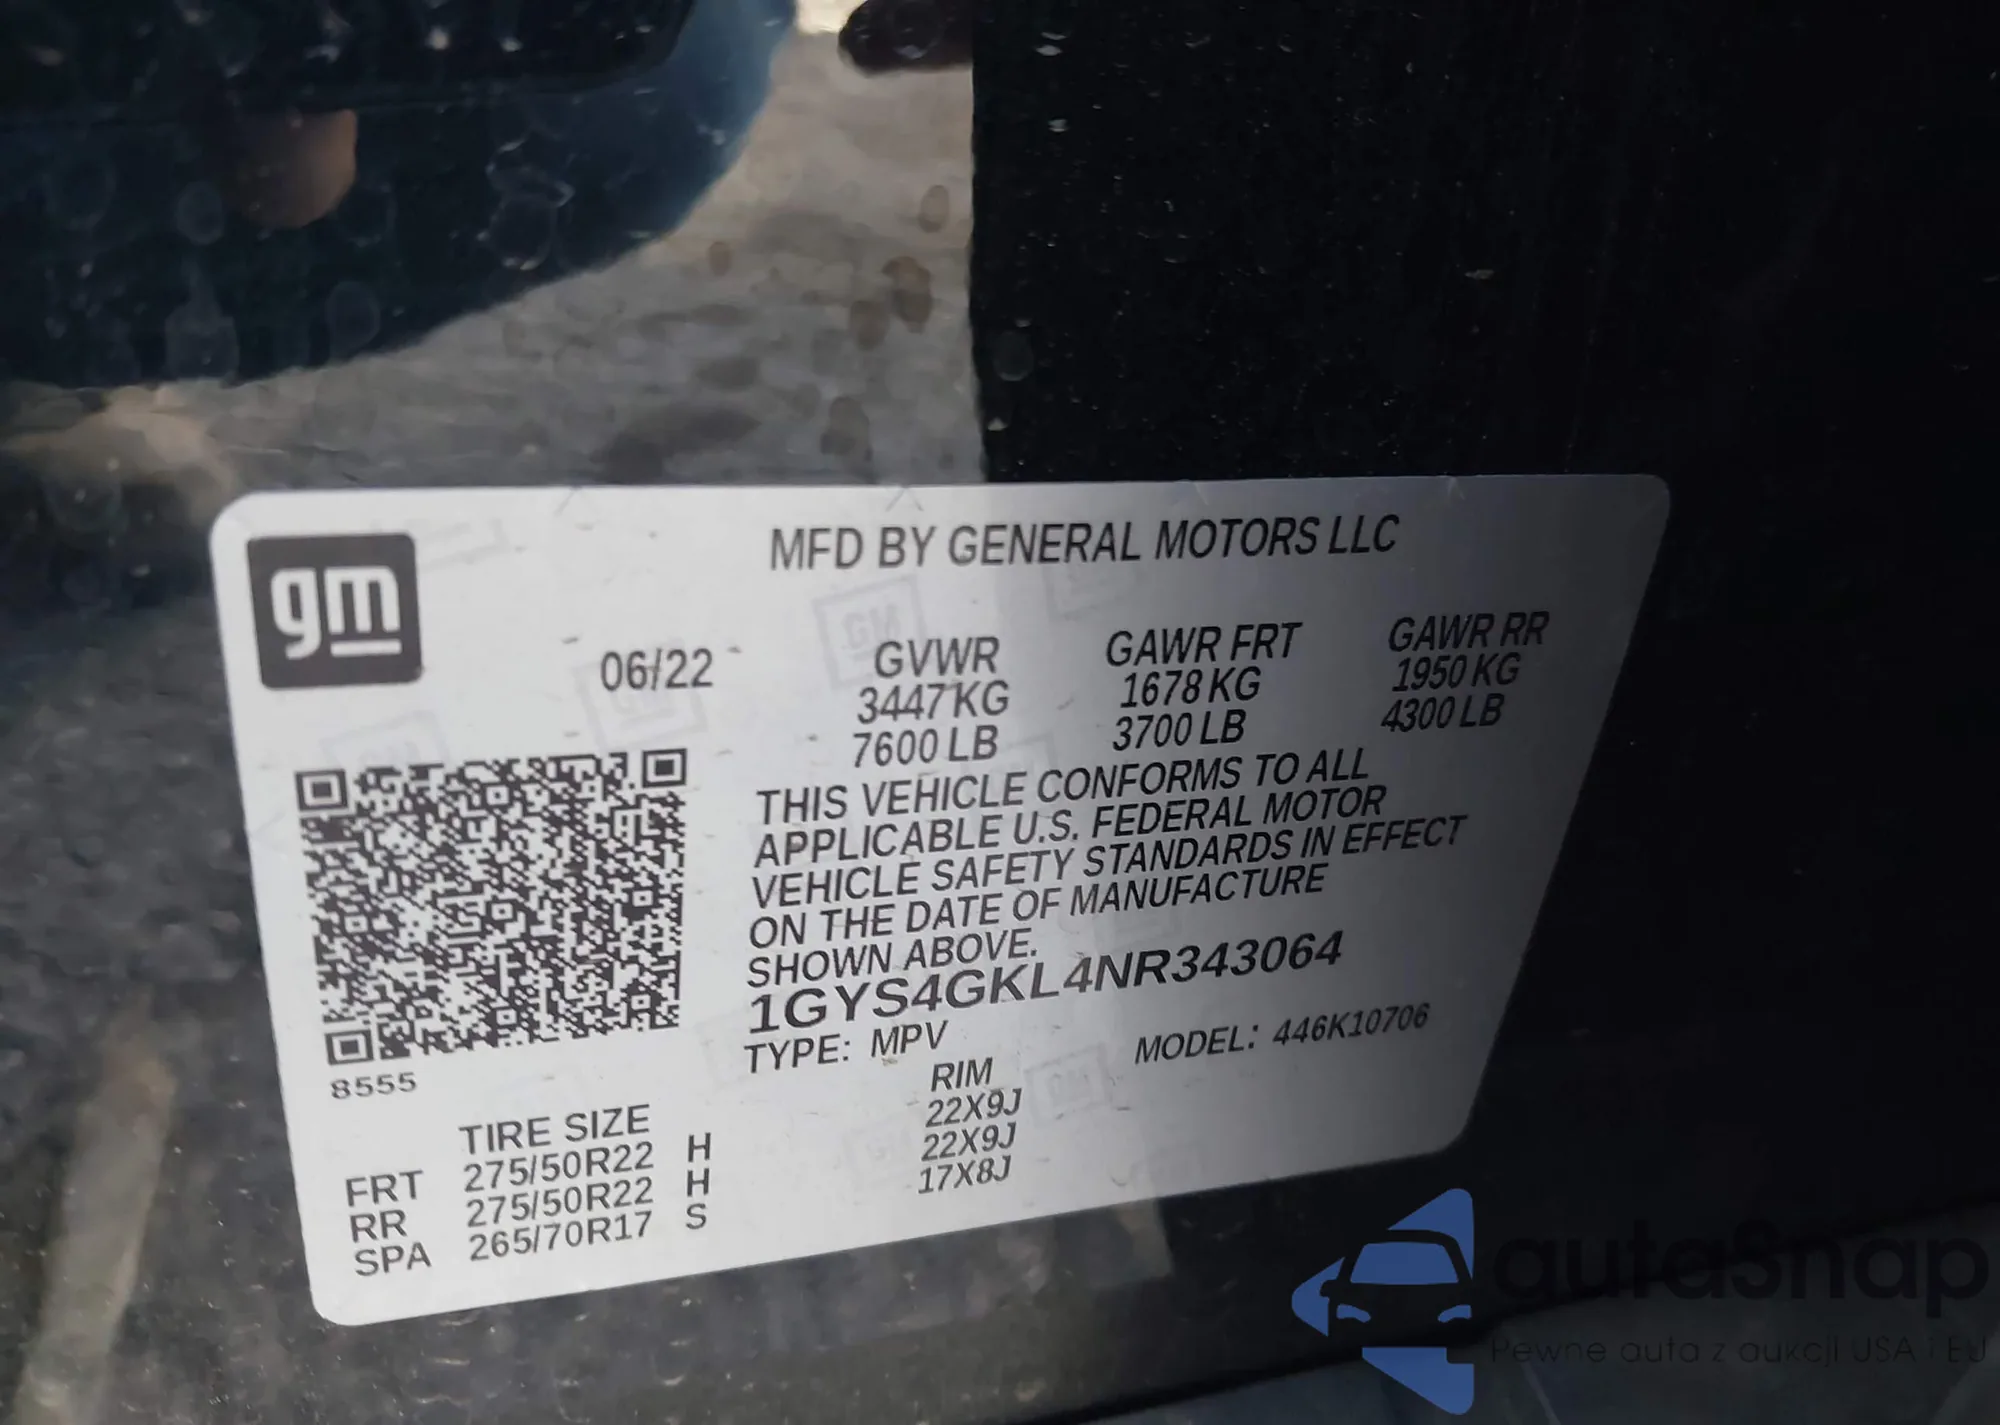 gm
MFD BY GENERAL MOTORS LLC
06/22 GVWR GAWR FRT GAWR RR
3447 KG 1678 KG 1950 KG
7600 LB 3700 LB 4300 LB
THIS VEHICLE CONFORMS TO ALL
APPLICABLE U.S. FEDERAL MOTOR
VEHICLE SAFETY STANDARDS IN EFFECT
ON THE DATE OF MANUFACTURE
SHOWN ABOVE.
1GYS4GKL4NR343064
TYPE: MPV MODEL: 446K10706
8555
TIRE SIZE RIM
FRT 275/50R22 H 22X9J
RR 275/50R22 H 22X9J
SPA 265/70R17 S 17X8J
autaSnap
Pewne auta z aukcji USA i EU